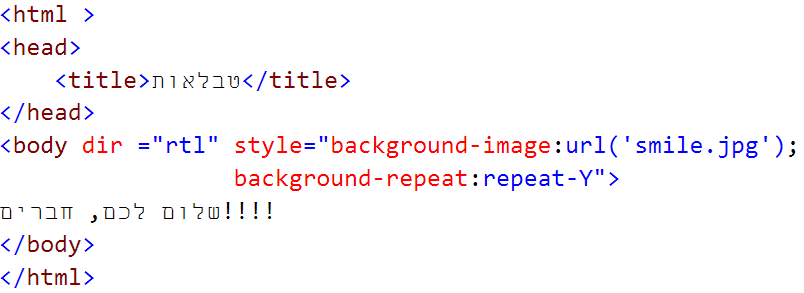 <html >
<head>
    <title>טבלאות</title>
</head>
<body dir ="rtl" style="background-image:url('smile.jpg');
                 background-repeat:repeat-Y">
שלום לכם, חברים!!!!
</body>
</html>